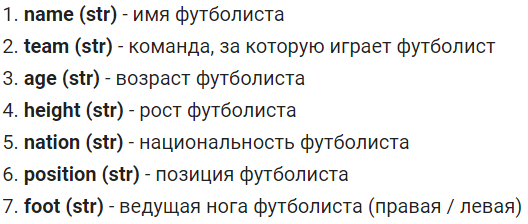 1. name (str) - имя футболиста
2. team (str) - команда, за которую играет футболист
3. age (str) - возраст футболиста
4. height (str) - рост футболиста
5. nation (str) - национальность футболиста
6. position (str) - позиция футболиста
7. foot (str) - ведущая нога футболиста (правая / левая)